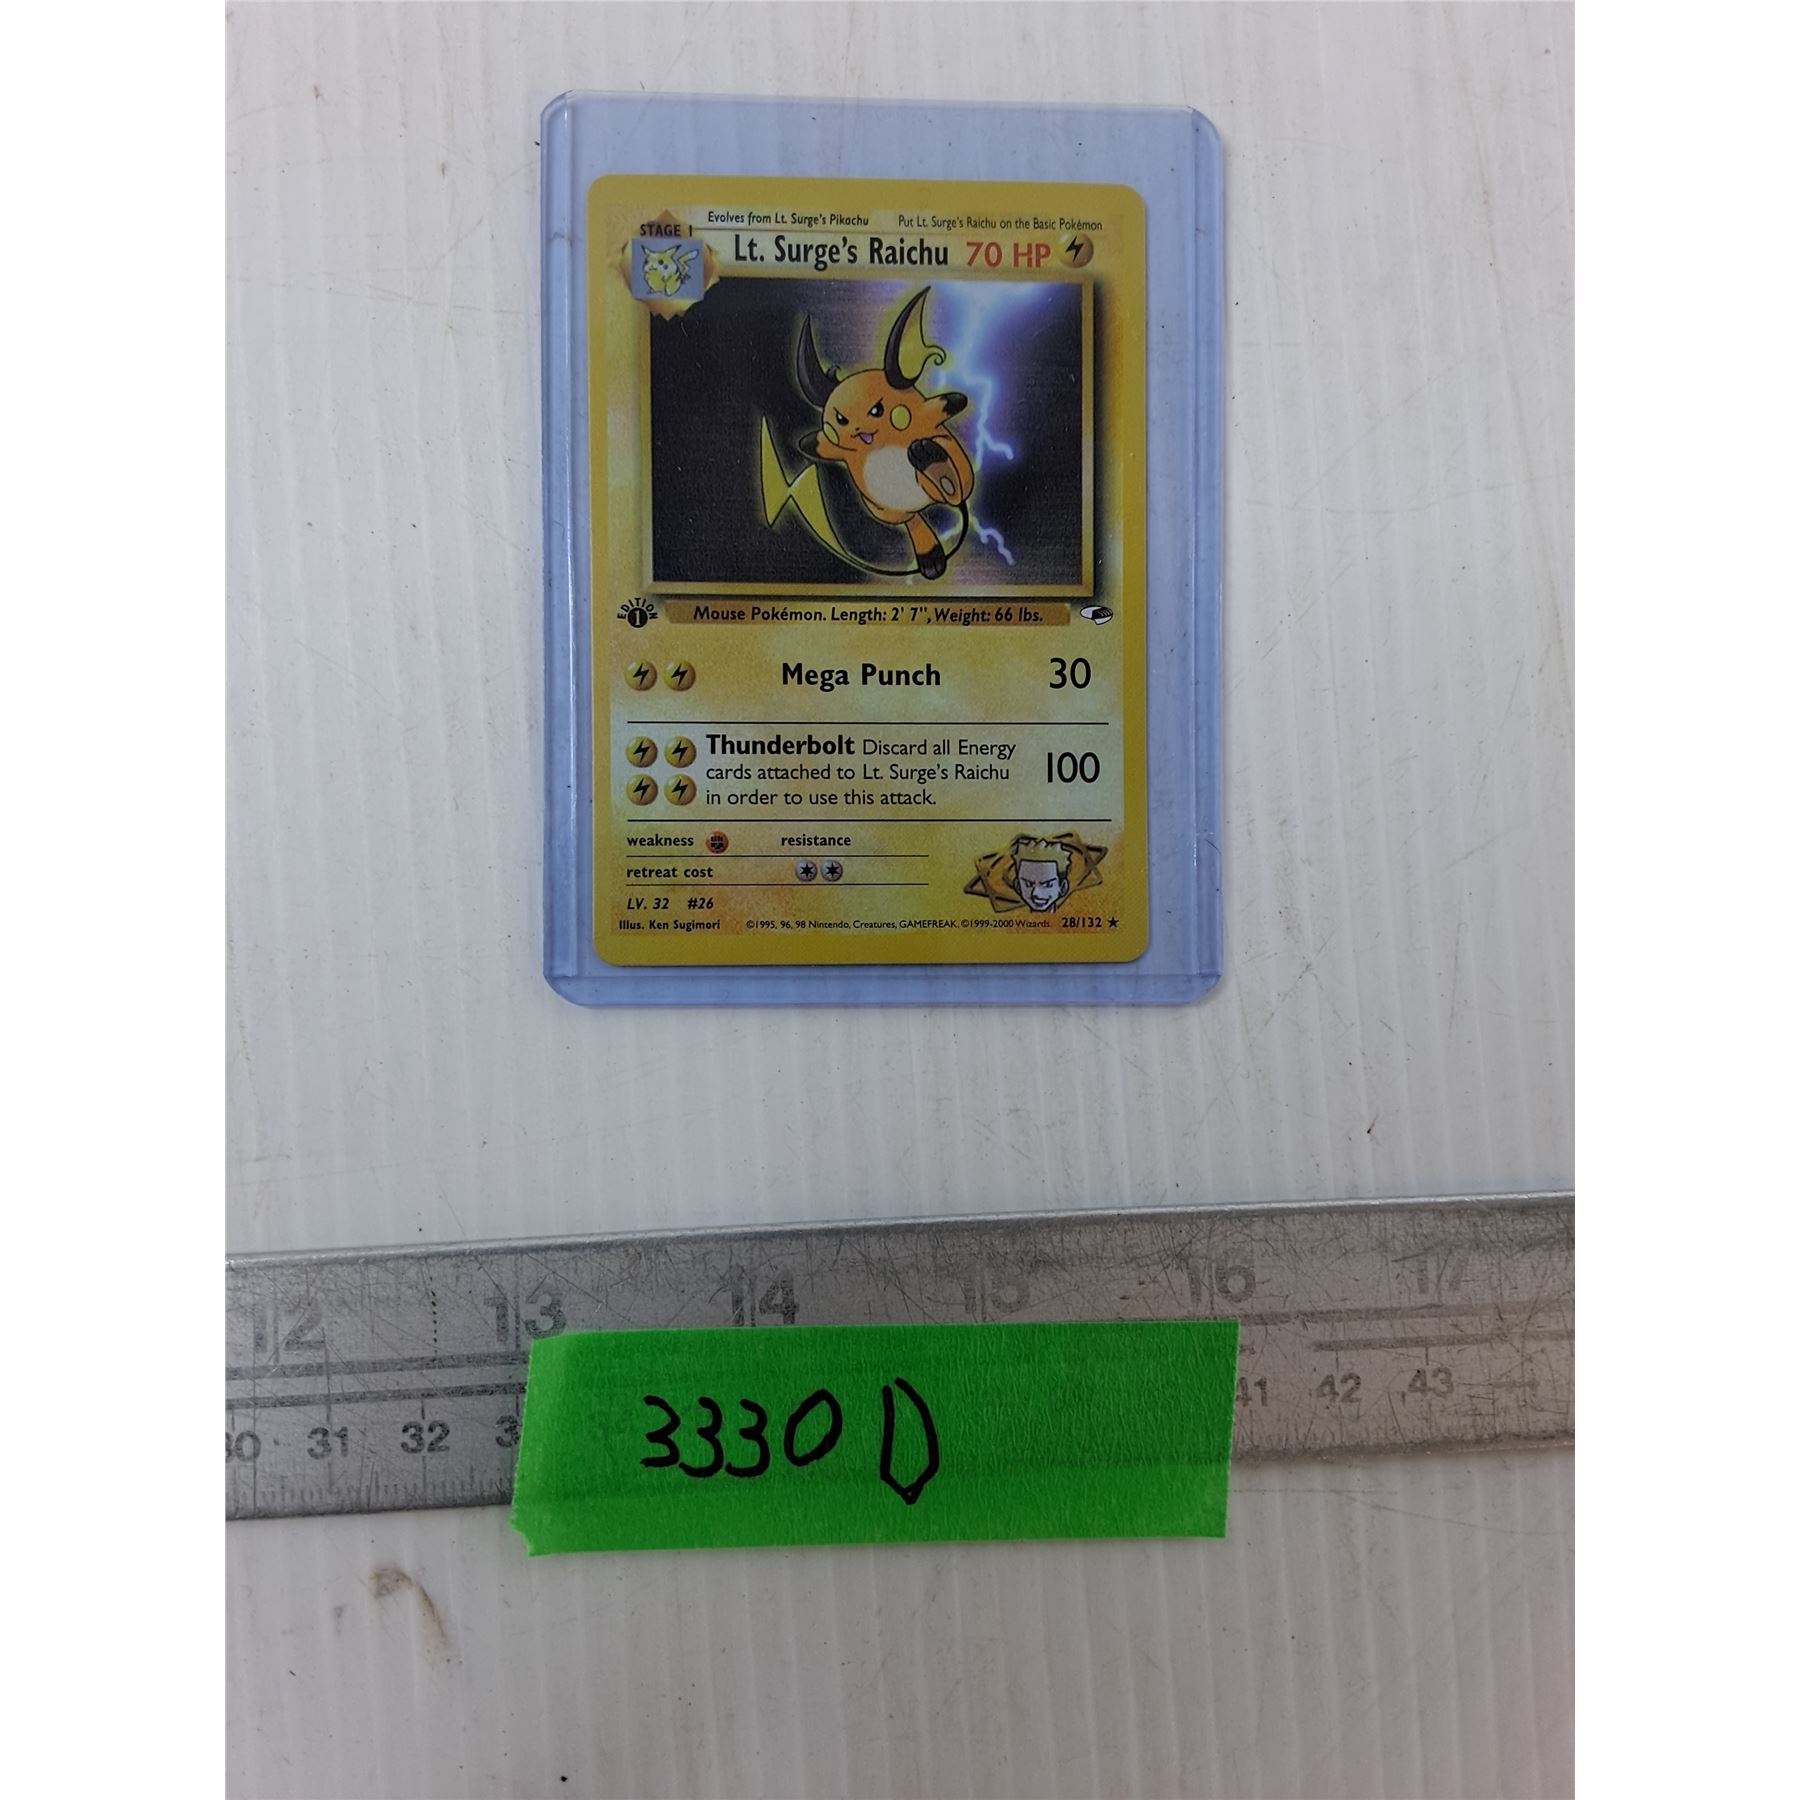 Evolves from Lt. Surge's Pikachu Put Lt. Surge's Raichu on the Basic Pokémon
STAGE 1
Lt. Surge's Raichu 70 HP
EDITION 1
Mouse Pokémon. Length: 2' 7", Weight: 66 lbs.
Mega Punch 30
Thunderbolt Discard all Energy
cards attached to Lt. Surge's Raichu
in order to use this attack.
100
weakness resistance
retreat cost
LV. 32 #26
Illus. Ken Sugimori ©1995, 96, 98 Nintendo, Creatures, GAMEFREAK. ©1999-2000 Wizards. 28/132 ★
12 13 14 15 16 17
31 32 41 42 43
3330 D